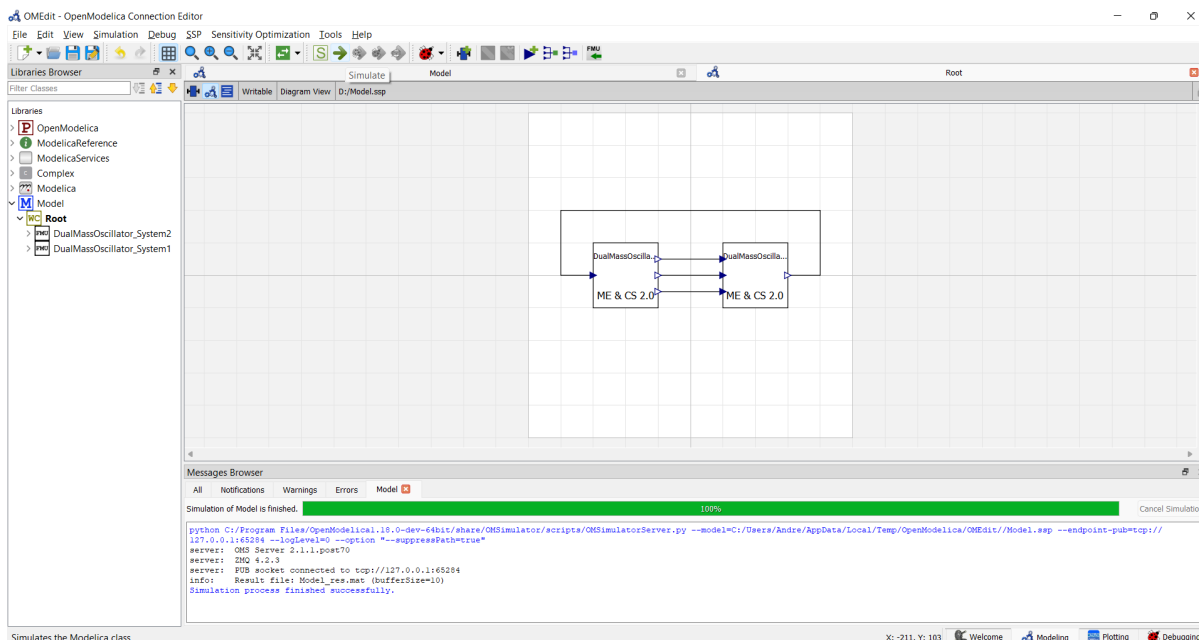 OMEdit - OpenModelica Connection Editor
File Edit View Simulation Debug SSP Sensitivity Optimization Tools Help
S FMU
Libraries Browser
Simulate
Model
Root
Filter Classes
Writable Diagram View D:/Model.ssp
Libraries
P OpenModelica
i ModelicaReference
ModelicaServices
C Complex
Modelica
M Model
WC Root
FMU DualMassOscillator_System2
FMU DualMassOscillator_System1
DualMassOscilla... DualMassOscilla...
ME & CS 2.0 ME & CS 2.0
Messages Browser
All Notifications Warnings Errors Model
Simulation of Model is finished. 100% Cancel Simulatio
python C:/Program Files/OpenModelica1.18.0-dev-64bit/share/OMSimulator/scripts/OMSimulatorServer.py --model=C:/Users/Andre/AppData/Local/Temp/OpenModelica/OMEdit//Model.ssp --endpoint-pub=tcp://
127.0.0.1:65284 --logLevel=0 --option "--suppressPath=true"
server: OMS Server 2.1.1.post70
server: ZMQ 4.2.3
server: PUB socket connected to tcp://127.0.0.1:65284
info: Result file: Model_res.mat (bufferSize=10)
Simulation process finished successfully.
Simulates the Modelica class
X: -211, Y: 103 Welcome Modeling Plotting Debugging